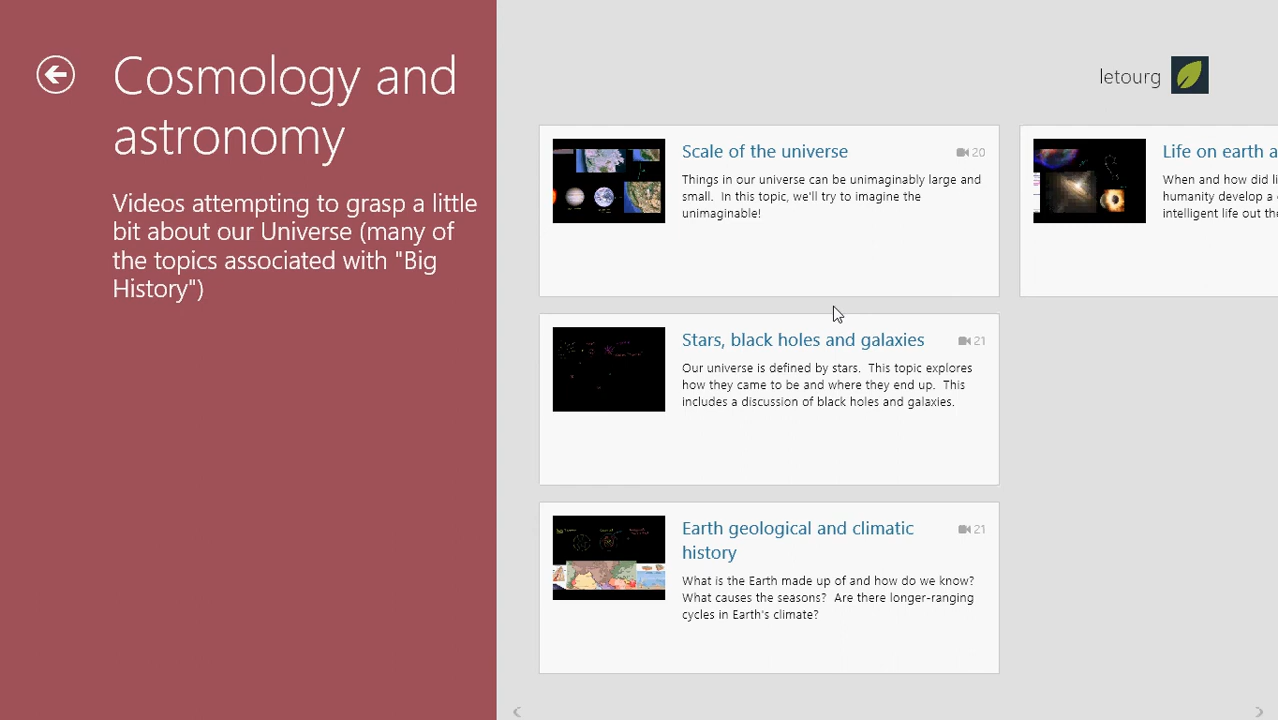 Cosmology and
astronomy
Videos attempting to grasp a little
bit about our Universe (many of
the topics associated with "Big
History")
letourg
Scale of the universe 20
Things in our universe can be unimaginably large and
small. In this topic, we'll try to imagine the
unimaginable!
Stars, black holes and galaxies 21
Our universe is defined by stars. This topic explores
how they came to be and where they end up. This
includes a discussion of black holes and galaxies.
Earth geological and climatic 21
history
What is the Earth made up of and how do we know?
What causes the seasons? Are there longer-ranging
cycles in Earth's climate?
Life on earth a
When and how did li
humanity develop a
intelligent life out the